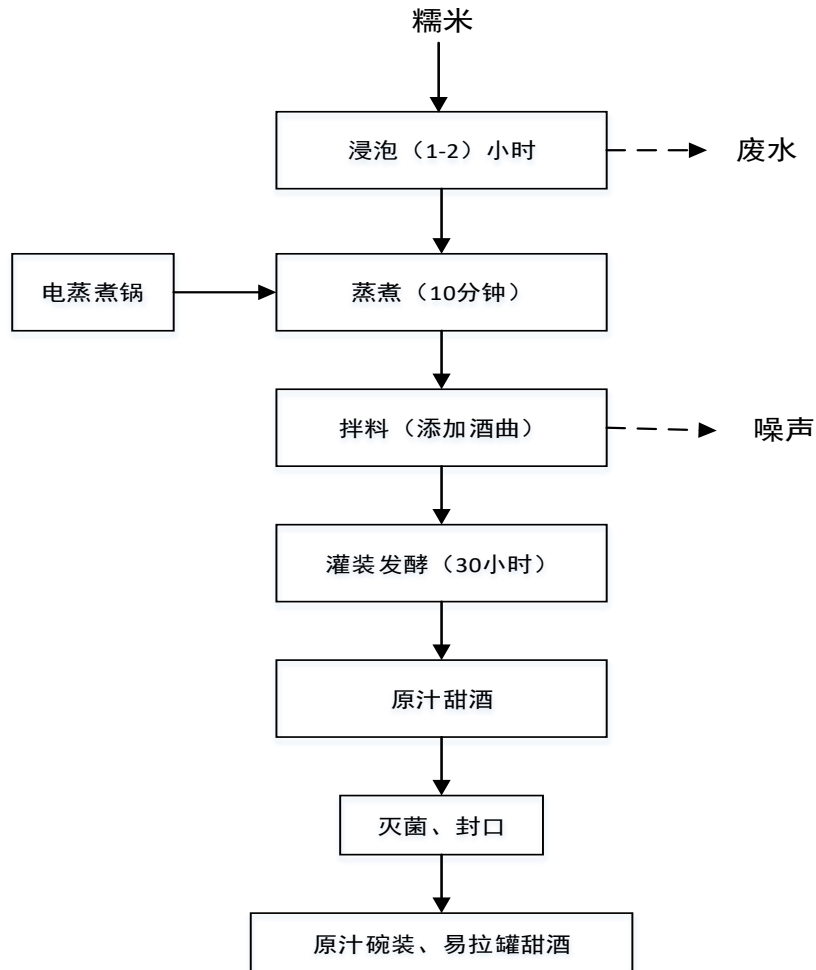 糯米
浸泡（1-2）小时
废水
电蒸煮锅
蒸煮（10分钟）
拌料（添加酒曲）
噪声
灌装发酵（30小时）
原汁甜酒
灭菌、封口
原汁碗装、易拉罐甜酒